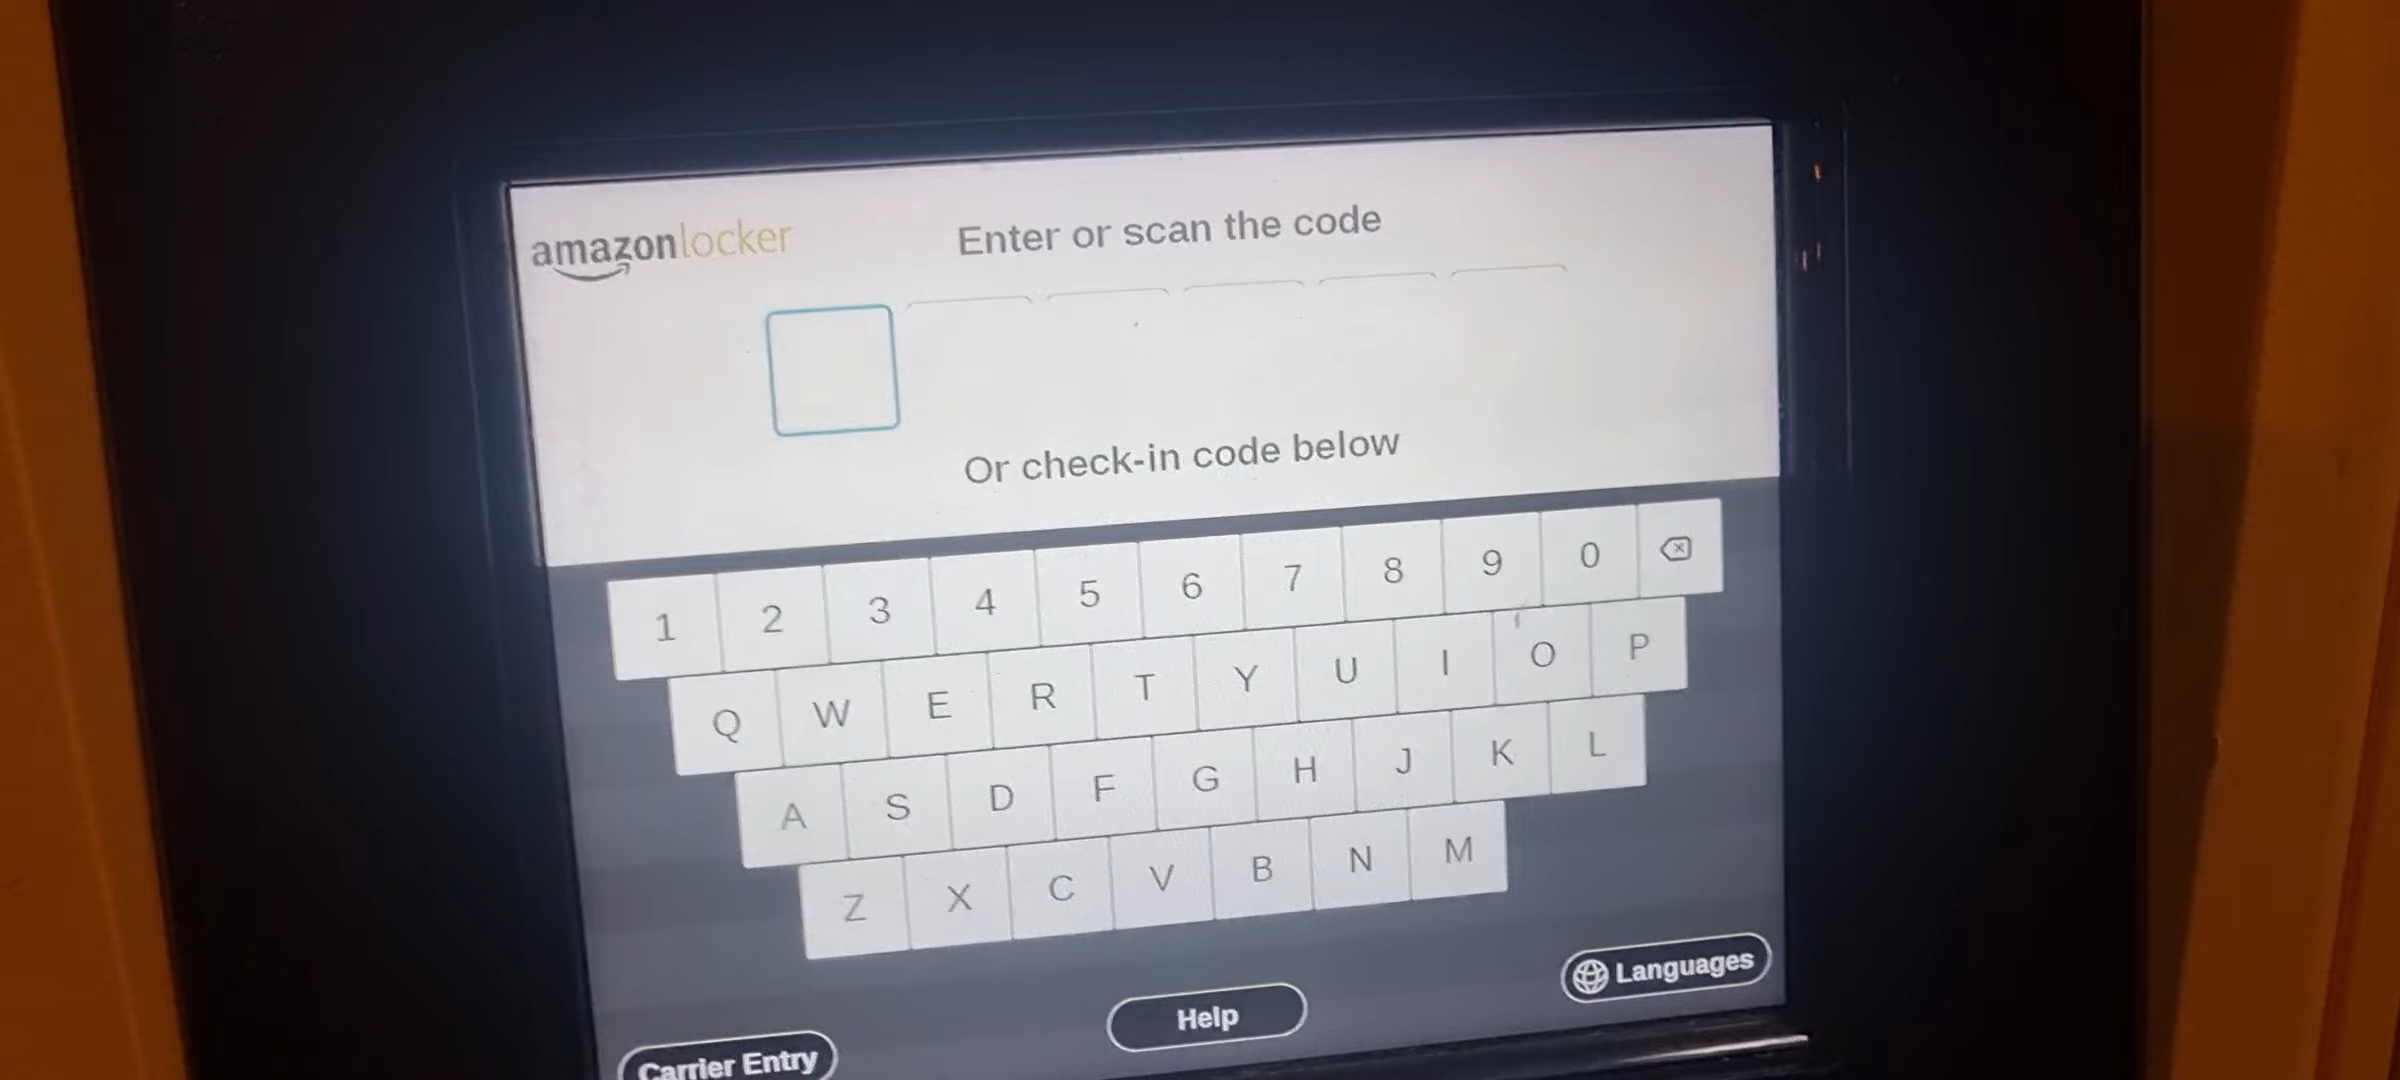 amazonlocker
Enter or scan the code
Or check-in code below
1 2 3 4 5 6 7 8 9 0
Q W E R T Y U I O P
A S D F G H J K L
Z X C V B N M
Languages
Help
Carrier Entry